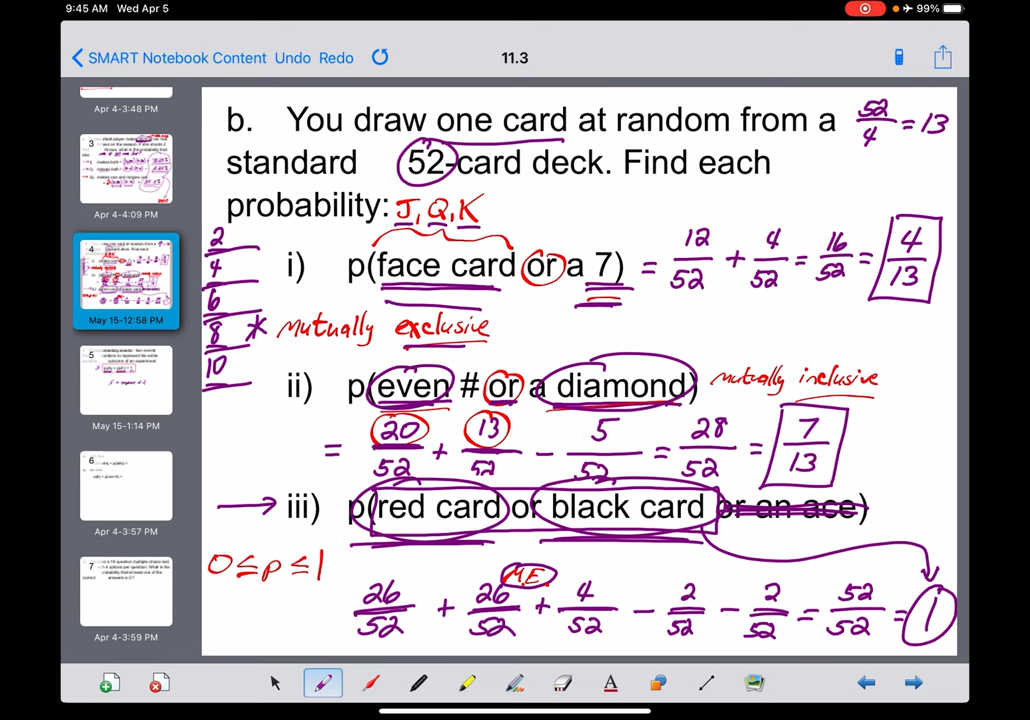 9:45 AM Wed Apr 5
99%
SMART Notebook Content Undo Redo
11.3
Apr 4-3:48 PM
3
Apr 4-4:09 PM
4
May 15-12:58 PM
5
May 15-1:14 PM
6
Apr 4-3:57 PM
7
Apr 4-3:59 PM
b. You draw one card at random from a
52/4 = 13
standard 52-card deck. Find each
probability: J, Q, K
2
4
6
8
10
i) p(face card or a 7) = 12/52 + 4/52 = 16/52 = 4/13
* Mutually exclusive
ii) p(even # or a diamond) mutually inclusive
= 20/52 + 13/52 - 5/52 = 28/52 = 7/13
→ iii) p(red card or black card or an ace)
0 ≤ p ≤ 1
M.E.
26/52 + 26/52 + 4/52 - 2/52 - 2/52 = 52/52 = 1
A